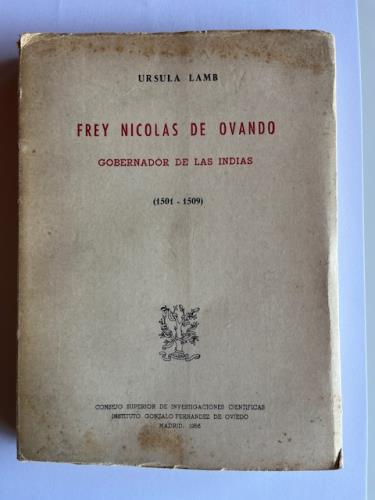 URSULA LAMB
FREY NICOLAS DE OVANDO
GOBERNADOR DE LAS INDIAS
(1501 - 1509)
CONSEJO SUPERIOR DE INVESTIGACIONES CIENTIFICAS
INSTITUTO GONZALO FERNANDEZ DE OVIEDO
MADRID, 1956